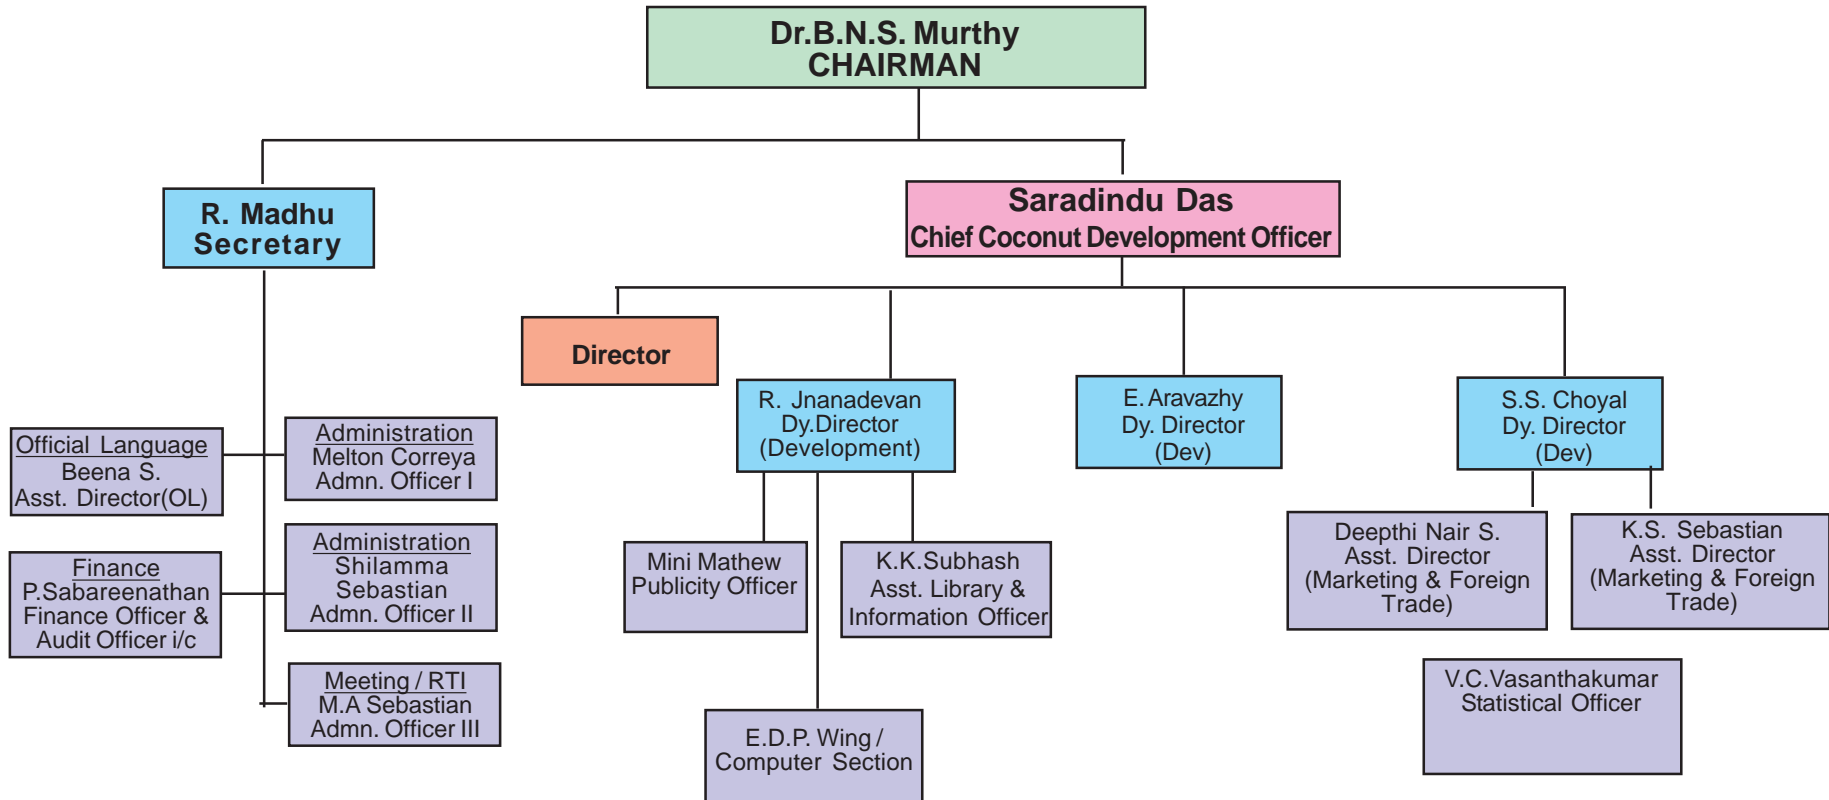 Dr.B.N.S. Murthy
CHAIRMAN
R. Madhu
Secretary
Saradindu Das
Chief Coconut Development Officer
Director
R. Jnanadevan
Dy.Director
(Development)
E. Aravazhy
Dy. Director
(Dev)
S.S. Choyal
Dy. Director
(Dev)
Official Language
Beena S.
Asst. Director(OL)
Administration
Melton Correya
Admn. Officer I
Finance
P.Sabareenathan
Finance Officer &
Audit Officer i/c
Administration
Shilamma
Sebastian
Admn. Officer II
Meeting / RTI
M.A Sebastian
Admn. Officer III
Mini Mathew
Publicity Officer
K.K.Subhash
Asst. Library &
Information Officer
E.D.P. Wing /
Computer Section
Deepthi Nair S.
Asst. Director
(Marketing & Foreign
Trade)
K.S. Sebastian
Asst. Director
(Marketing & Foreign
Trade)
V.C.Vasanthakumar
Statistical Officer